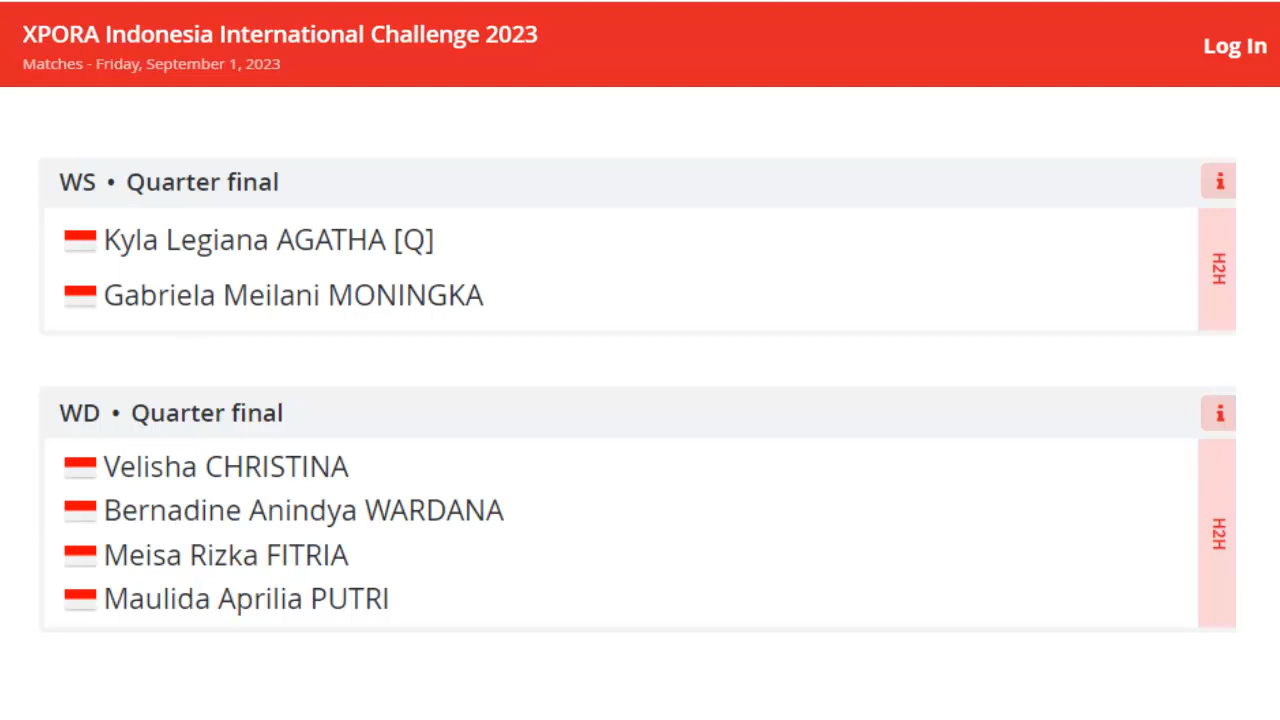 XPORA Indonesia International Challenge 2023
Matches - Friday, September 1, 2023
Log In
WS • Quarter final
i
Kyla Legiana AGATHA [Q]
Gabriela Meilani MONINGKA
H2H
WD • Quarter final
i
Velisha CHRISTINA
Bernadine Anindya WARDANA
Meisa Rizka FITRIA
Maulida Aprilia PUTRI
H2H